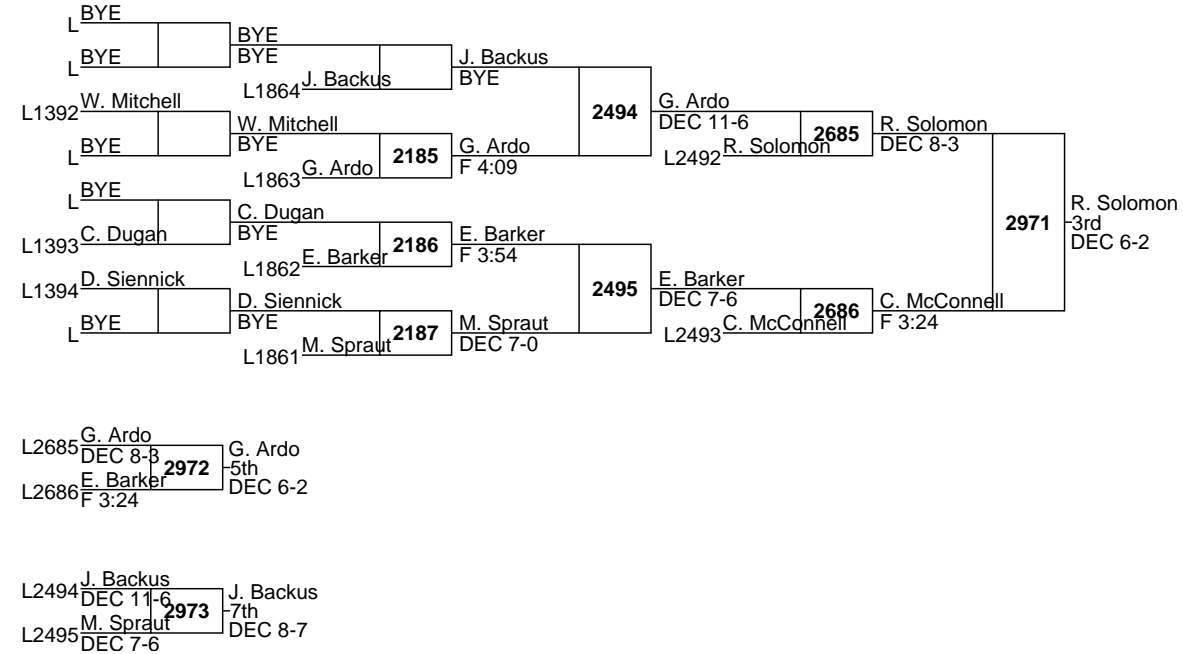 BYE
L
BYE
BYE
BYE
L
L1864 J. Backus
J. Backus
BYE
L1392 W. Mitchell
W. Mitchell
BYE
BYE
L
L1863 G. Ardo
2185
G. Ardo
F 4:09
2494
G. Ardo
DEC 11-6
L2492 R. Solomon
2685
R. Solomon
DEC 8-3
BYE
L
C. Dugan
BYE
L1393 C. Dugan
L1862 E. Barker
2186
E. Barker
F 3:54
L1394 D. Siennick
D. Siennick
BYE
BYE
L
L1861 M. Spraut
2187
M. Spraut
DEC 7-0
2495
E. Barker
DEC 7-6
L2493 C. McConnell
2686
C. McConnell
F 3:24
2971
R. Solomon
3rd
DEC 6-2
L2685 G. Ardo
DEC 8-3
L2686 E. Barker
F 3:24
2972
G. Ardo
5th
DEC 6-2
L2494 J. Backus
DEC 11-6
L2495 M. Spraut
DEC 7-6
2973
J. Backus
7th
DEC 8-7